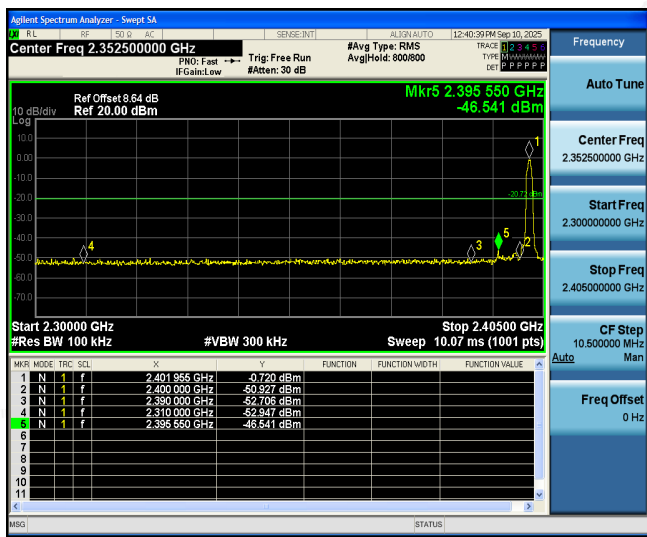 Agilent Spectrum Analyzer - Swept SA
LXI RL RF 50 Ω AC SENSE:INT ALIGN AUTO 12:40:39 PM Sep 10, 2025
Center Freq 2.352500000 GHz
PNO: Fast
IFGain:Low
Trig: Free Run
#Atten: 30 dB
#Avg Type: RMS
Avg|Hold: 800/800
TRACE 1 2 3 4 5 6
TYPE M
DET P P P P P P
Ref Offset 8.64 dB
10 dB/div Ref 20.00 dBm
Log
Mkr5 2.395 550 GHz
-46.541 dBm
10.0
0.00
-10.0
-20.0
-30.0
-40.0
-50.0
-60.0
-70.0
-20.72 dBm
1
2
3
4
5
Start 2.30000 GHz Stop 2.40500 GHz
#Res BW 100 kHz #VBW 300 kHz Sweep 10.07 ms (1001 pts)
MKR MODE TRC SCL X Y FUNCTION FUNCTION WIDTH FUNCTION VALUE
1 N 1 f 2.401 955 GHz -0.720 dBm
2 N 1 f 2.400 000 GHz -50.927 dBm
3 N 1 f 2.390 000 GHz -52.706 dBm
4 N 1 f 2.310 000 GHz -52.947 dBm
5 N 1 f 2.395 550 GHz -46.541 dBm
6
7
8
9
10
11
MSG STATUS
Frequency
Auto Tune
Center Freq
2.352500000 GHz
Start Freq
2.300000000 GHz
Stop Freq
2.405000000 GHz
CF Step
10.500000 MHz
Auto Man
Freq Offset
0 Hz